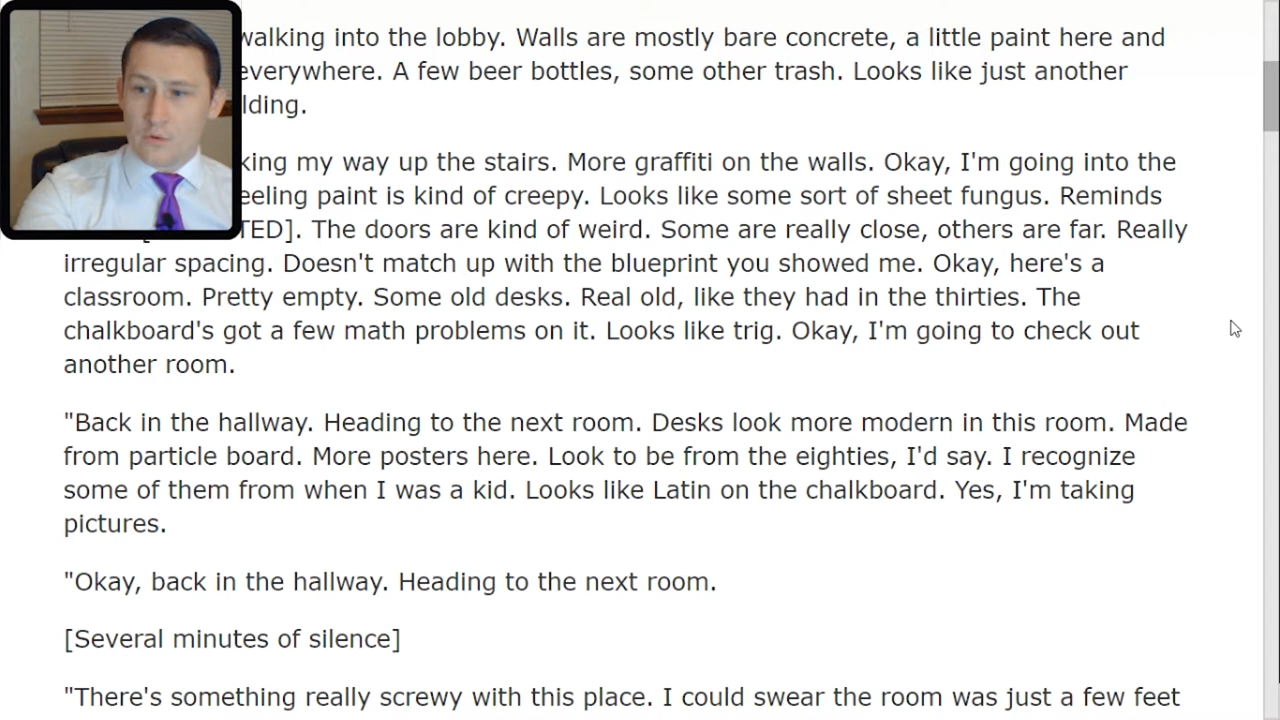 walking into the lobby. Walls are mostly bare concrete, a little paint here and
everywhere. A few beer bottles, some other trash. Looks like just another
lding.
king my way up the stairs. More graffiti on the walls. Okay, I'm going into the
eeling paint is kind of creepy. Looks like some sort of sheet fungus. Reminds
TED]. The doors are kind of weird. Some are really close, others are far. Really
irregular spacing. Doesn't match up with the blueprint you showed me. Okay, here's a
classroom. Pretty empty. Some old desks. Real old, like they had in the thirties. The
chalkboard's got a few math problems on it. Looks like trig. Okay, I'm going to check out
another room.
"Back in the hallway. Heading to the next room. Desks look more modern in this room. Made
from particle board. More posters here. Look to be from the eighties, I'd say. I recognize
some of them from when I was a kid. Looks like Latin on the chalkboard. Yes, I'm taking
pictures.
"Okay, back in the hallway. Heading to the next room.
[Several minutes of silence]
"There's something really screwy with this place. I could swear the room was just a few feet